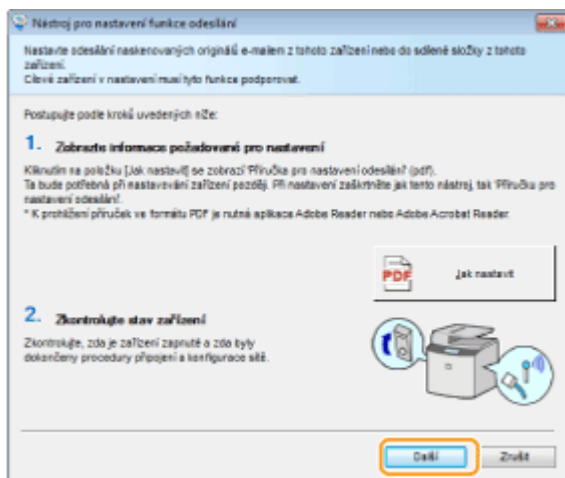 Nástroj pro nastavení funkce odesílání
Nastavte odesílání naskenovaných originálů e-mailem z tohoto zařízení nebo do sdílené složky z tohoto
zařízení.
Cílové zařízení v nastavení musí tyto funkce podporovat.
Postupujte podle kroků uvedených níže:
1. Zobrazte informace požadované pro nastavení
Kliknutím na položku [Jak nastavit] se zobrazí 'Příručka pro nastavení odesílání' (pdf).
Ta bude potřebná při nastavování zařízení později. Při nastavení zaškrtněte jak tento nástroj, tak 'Příručku pro
nastavení odesílání'.
* K prohlížení příruček ve formátu PDF je nutná aplikace Adobe Reader nebo Adobe Acrobat Reader.
PDF
Jak nastavit
2. Zkontrolujte stav zařízení
Zkontrolujte, zda je zařízení zapnuté a zda byly
dokončeny procedury připojení a konfigurace sítě.
Další
Zrušit